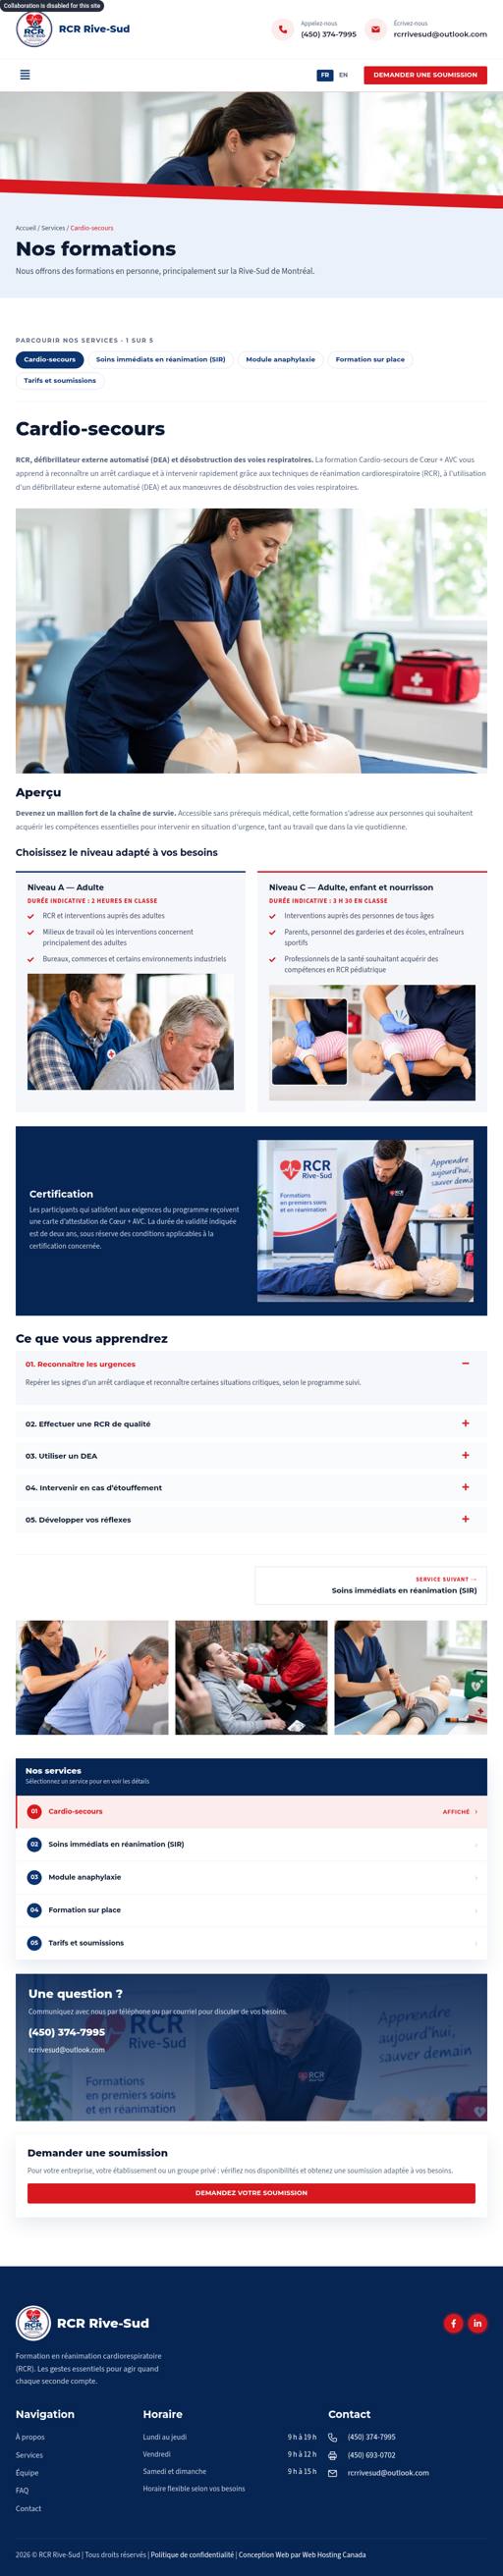 Collaboration is disabled for this site
RCR Rive-Sud
Appelez-nous
(450) 374-7995
Écrivez-nous
rcrrivesud@outlook.com
FR EN
DEMANDER UNE SOUMISSION
Accueil / Services / Cardio-secours
Nos formations
Nous offrons des formations en personne, principalement sur la Rive-Sud de Montréal.
PARCOURIR NOS SERVICES · 1 SUR 5
Cardio-secours
Soins immédiats en réanimation (SIR)
Module anaphylaxie
Formation sur place
Tarifs et soumissions
Cardio-secours
RCR, défibrillateur externe automatisé (DEA) et désobstruction des voies respiratoires. La formation Cardio-secours de Cœur + AVC vous
apprend à reconnaître un arrêt cardiaque et à intervenir rapidement grâce aux techniques de réanimation cardiorespiratoire (RCR), à l'utilisation
d'un défibrillateur externe automatisé (DEA) et aux manœuvres de désobstruction des voies respiratoires.
Aperçu
Devenez un maillon fort de la chaîne de survie. Accessible sans prérequis médical, cette formation s'adresse aux personnes qui souhaitent
acquérir les compétences essentielles pour intervenir en situation d'urgence, tant au travail que dans la vie quotidienne.
Choisissez le niveau adapté à vos besoins
Niveau A — Adulte
DURÉE INDICATIVE : 2 HEURES EN CLASSE
RCR et interventions auprès des adultes
Milieux de travail où les interventions concernent
principalement des adultes
Bureaux, commerces et certains environnements industriels
Niveau C — Adulte, enfant et nourrisson
DURÉE INDICATIVE : 3 H 30 EN CLASSE
Interventions auprès des personnes de tous âges
Parents, personnel des garderies et des écoles, entraîneurs
sportifs
Professionnels de la santé souhaitant acquérir des
compétences en RCR pédiatrique
Certification
Les participants qui satisfont aux exigences du programme reçoivent
une carte d'attestation de Cœur + AVC. La durée de validité indiquée
est de deux ans, sous réserve des conditions applicables à la
certification concernée.
RCR
Rive-Sud
Formations
en premiers soins
et en réanimation
Apprendre
aujourd'hui,
sauver dema
Ce que vous apprendrez
01. Reconnaître les urgences
Repérer les signes d'un arrêt cardiaque et reconnaître certaines situations critiques, selon le programme suivi.
02. Effectuer une RCR de qualité
03. Utiliser un DEA
04. Intervenir en cas d'étouffement
05. Développer vos réflexes
SERVICE SUIVANT →
Soins immédiats en réanimation (SIR)
Nos services
Sélectionnez un service pour en voir les détails
01 Cardio-secours AFFICHÉ ›
02 Soins immédiats en réanimation (SIR) ›
03 Module anaphylaxie ›
04 Formation sur place ›
05 Tarifs et soumissions ›
Une question ?
Communiquez avec nous par téléphone ou par courriel pour discuter de vos besoins.
(450) 374-7995
rcrrivesud@outlook.com
RCR
Rive-Sud
Formations
en premiers soins
et en réanimation
RCR
Apprendre
aujourd'hui,
sauver demain
Demander une soumission
Pour votre entreprise, votre établissement ou un groupe privé : vérifiez nos disponibilités et obtenez une soumission adaptée à vos besoins.
DEMANDEZ VOTRE SOUMISSION
RCR Rive-Sud
Formation en réanimation cardiorespiratoire
(RCR). Les gestes essentiels pour agir quand
chaque seconde compte.
Navigation
À propos
Services
Équipe
FAQ
Contact
Horaire
Lundi au jeudi 9 h à 19 h
Vendredi 9 h à 12 h
Samedi et dimanche 9 h à 15 h
Horaire flexible selon vos besoins
Contact
(450) 374-7995
(450) 693-0702
rcrrivesud@outlook.com
2026 © RCR Rive-Sud | Tous droits réservés | Politique de confidentialité | Conception Web par Web Hosting Canada